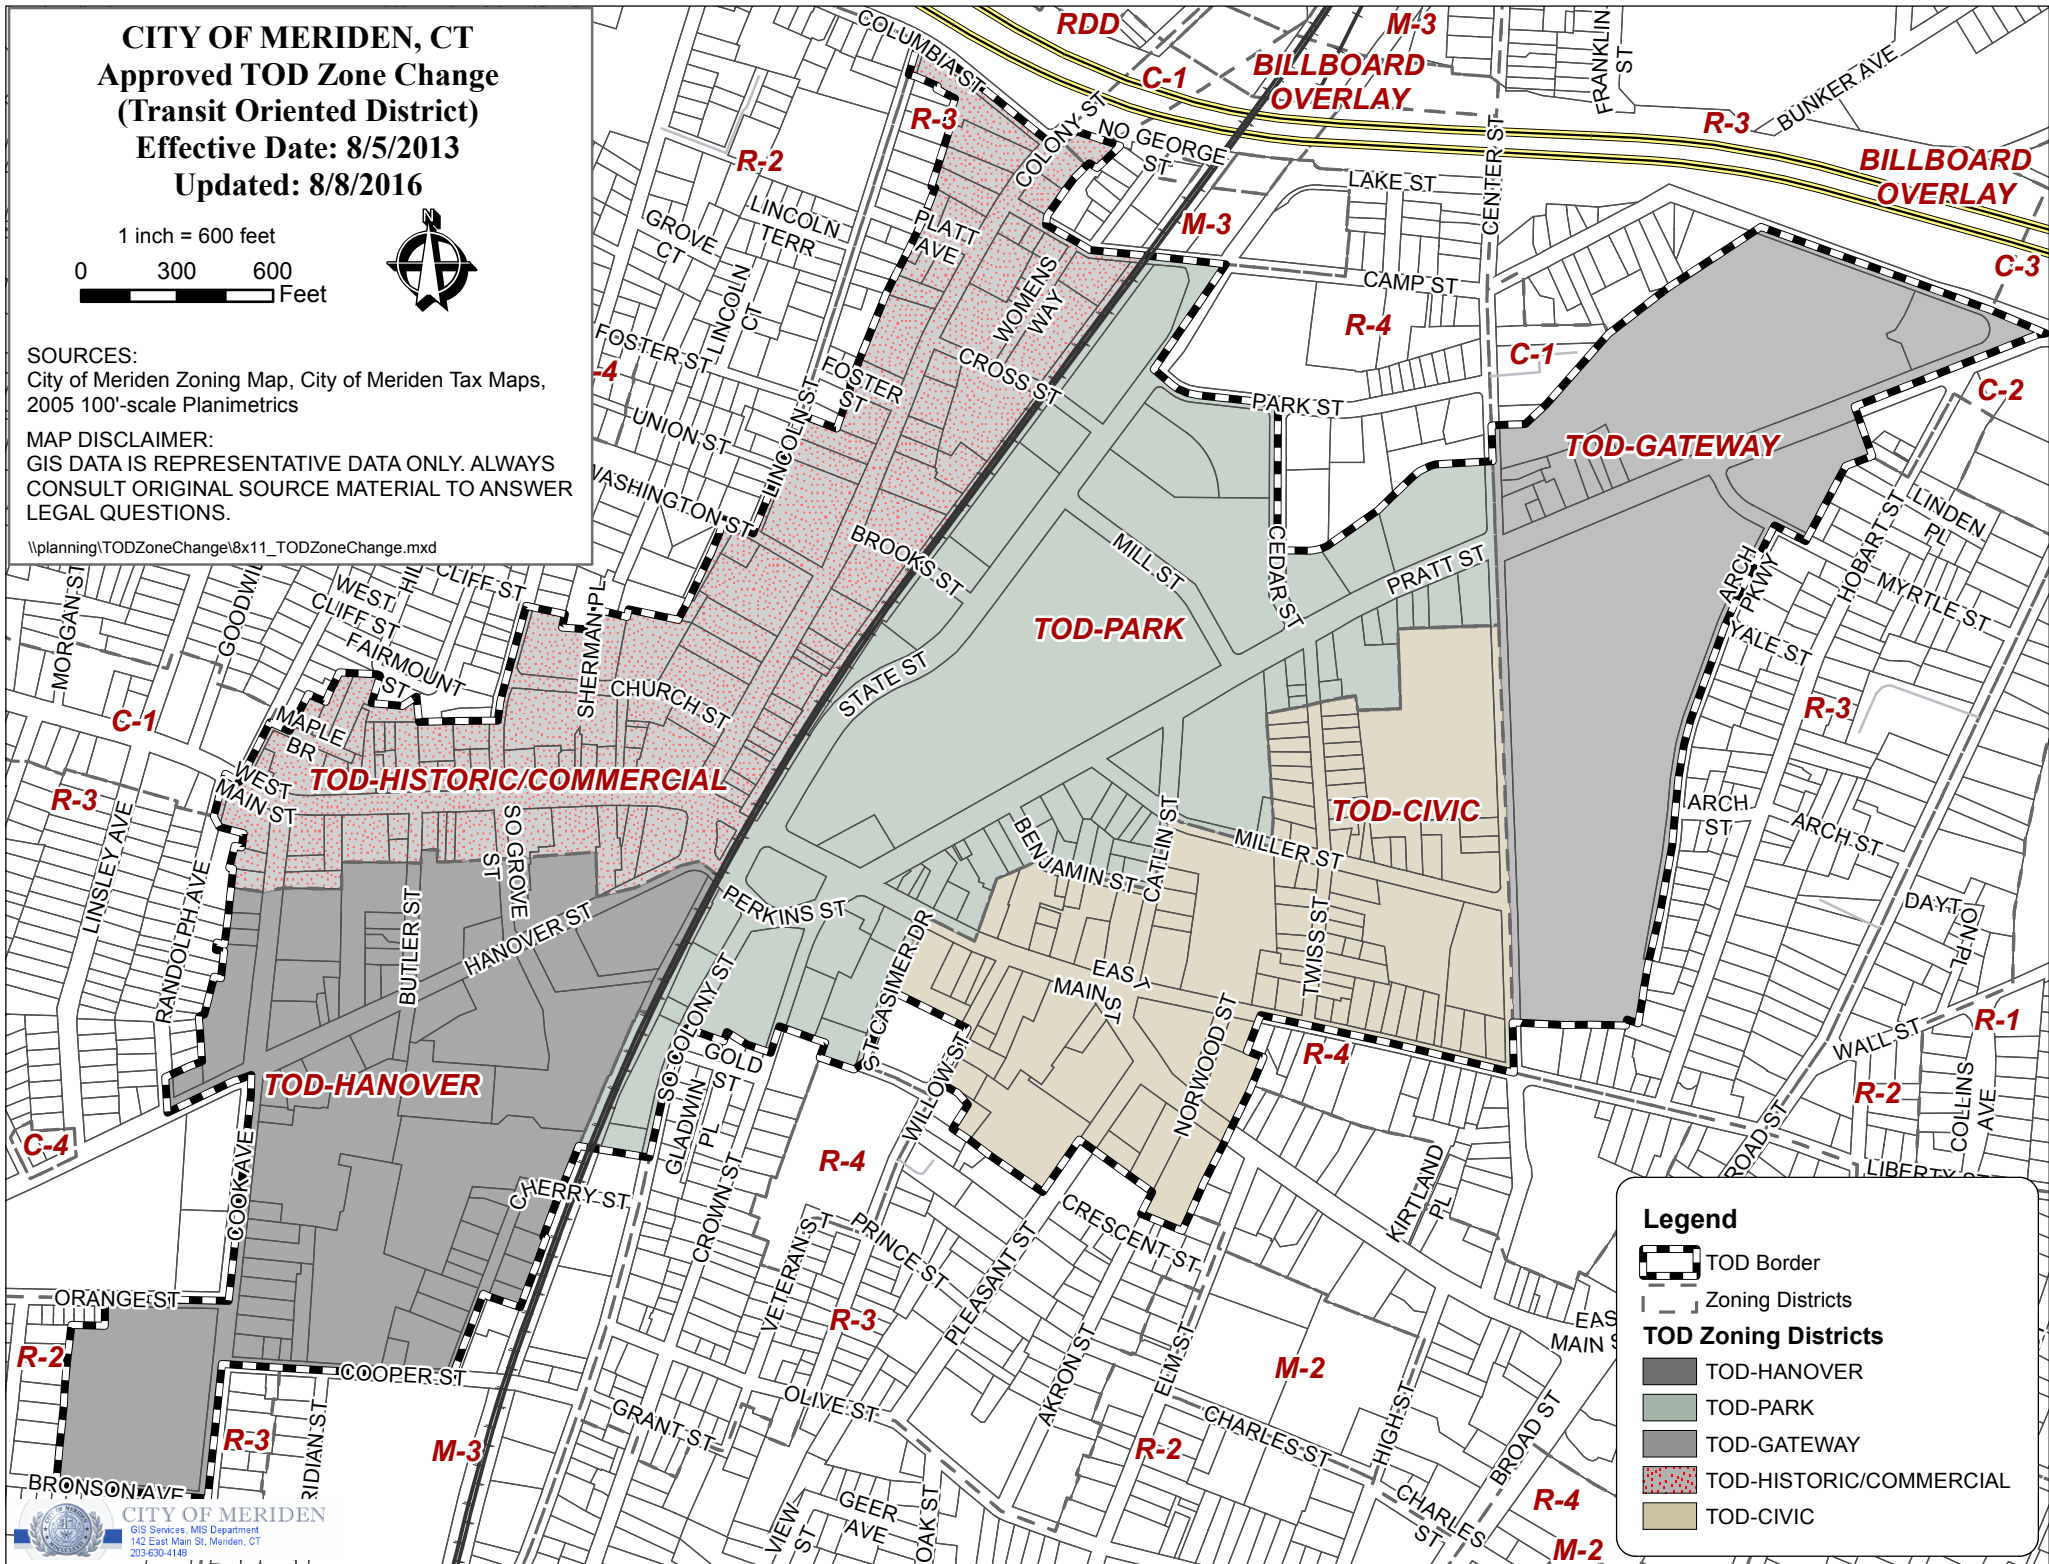 CITY OF MERIDEN, CT
Approved TOD Zone Change
(Transit Oriented District)
Effective Date: 8/5/2013
Updated: 8/8/2016
1 inch = 600 feet
N
0 300 600
Feet
SOURCES:
City of Meriden Zoning Map, City of Meriden Tax Maps,
2005 100'-scale Planimetrics
MAP DISCLAIMER:
GIS DATA IS REPRESENTATIVE DATA ONLY. ALWAYS
CONSULT ORIGINAL SOURCE MATERIAL TO ANSWER
LEGAL QUESTIONS.
\\planning\TODZoneChange\8x11_TODZoneChange.mxd
COLUMBIA ST
RDD
M-3
FRANKLIN
ST
BUNKER AVE
C-1
BILLBOARD
OVERLAY
R-3
R-2
COLONY ST
NO GEORGE
ST
CENTER ST
R-3
BILLBOARD
OVERLAY
LAKE ST
M-3
LINCOLN
TERR
GROVE
CT
PLATT
AVE
WOMENS
WAY
CAMP ST
C-3
LINCOLN
CT
R-4
C-1
C-2
FOSTER ST
-4
FOSTER
ST
CROSS ST
PARK ST
UNION ST
LINCOLN ST
TOD-GATEWAY
WASHINGTON ST
BROOKS ST
MILL ST
CEDAR ST
PRATT ST
LINDEN
PL
HOBART ST
ARCH
PKWY
MYRTLE ST
YALE ST
MORGAN ST
GOODWIL
HIL
CLIFF ST
WEST
CLIFF ST
FAIRMOUNT
ST
SHERMAN PL
TOD-PARK
STATE ST
CHURCH ST
C-1
MAPLE
BR
R-3
TOD-HISTORIC/COMMERCIAL
WEST
MAIN ST
R-3
TOD-CIVIC
ARCH
ST
ARCH ST
LINSLEY AVE
RANDOLPH AVE
SO GROVE
ST
BENJAMIN ST
CATLIN ST
MILLER ST
BUTLER ST
HANOVER ST
PERKINS ST
ST CASIMER DR
TWISS ST
DAYTON PL
EAST
MAIN ST
SO COLONY ST
NORWOOD ST
R-1
WALL ST
GOLD
ST
R-4
TOD-HANOVER
WILLOW ST
R-2
COLLINS
AVE
C-4
COOK AVE
GLADWIN
PL
R-4
BROAD ST
KIRTLAND
PL
LIBERTY ST
CHERRY ST
CROWN ST
VETERAN ST
PRINCE ST
PLEASANT ST
CRESCENT ST
ORANGE ST
R-3
R-2
COOPER ST
AKRON ST
ELM ST
M-2
EAS
MAIN S
OLIVE ST
GRANT ST
R-3
RIDIAN ST
M-3
R-2
CHARLES ST
HIGH ST
BROAD ST
BRONSON AVE
VIEW
ST
GEER
AVE
OAK ST
CHARLES
ST
R-4
M-2
Legend
TOD Border
Zoning Districts
TOD Zoning Districts
TOD-HANOVER
TOD-PARK
TOD-GATEWAY
TOD-HISTORIC/COMMERCIAL
TOD-CIVIC
CITY OF MERIDEN
GIS Services, MIS Department
142 East Main St, Meriden, CT
203-630-4148